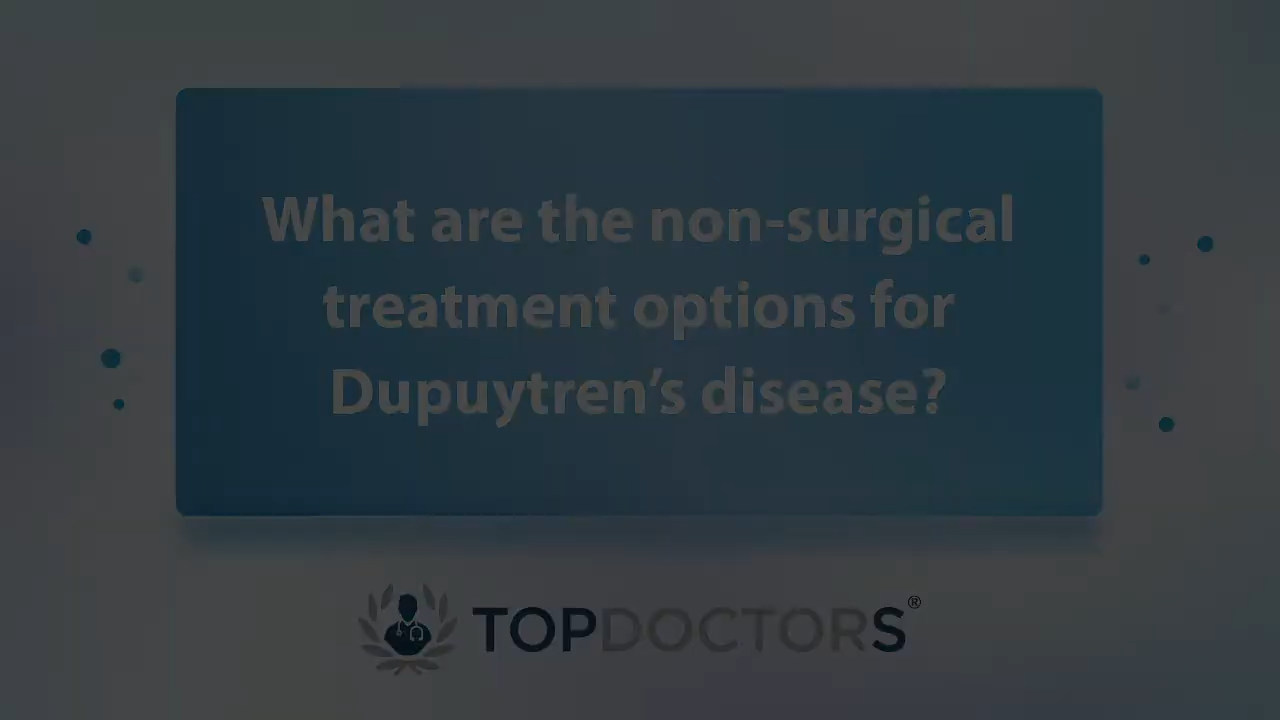 What are the non-surgical
treatment options for
Dupuytren’s disease?
TOPDOCTORS®